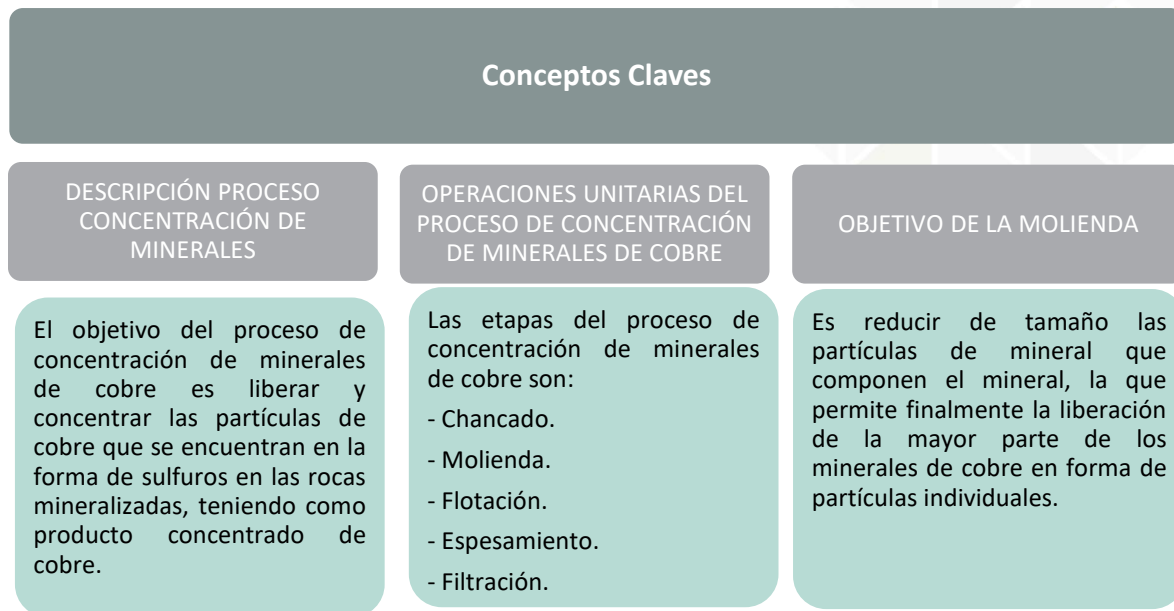 Conceptos Claves
DESCRIPCIÓN PROCESO
CONCENTRACIÓN DE
MINERALES
El objetivo del proceso de
concentración de minerales
de cobre es liberar y
concentrar las partículas de
cobre que se encuentran en la
forma de sulfuros en las rocas
mineralizadas, teniendo como
producto concentrado de
cobre.
OPERACIONES UNITARIAS DEL
PROCESO DE CONCENTRACIÓN
DE MINERALES DE COBRE
Las etapas del proceso de
concentración de minerales
de cobre son:
- Chancado.
- Molienda.
- Flotación.
- Espesamiento.
- Filtración.
OBJETIVO DE LA MOLIENDA
Es reducir de tamaño las
partículas de mineral que
componen el mineral, la que
permite finalmente la liberación
de la mayor parte de los
minerales de cobre en forma de
partículas individuales.